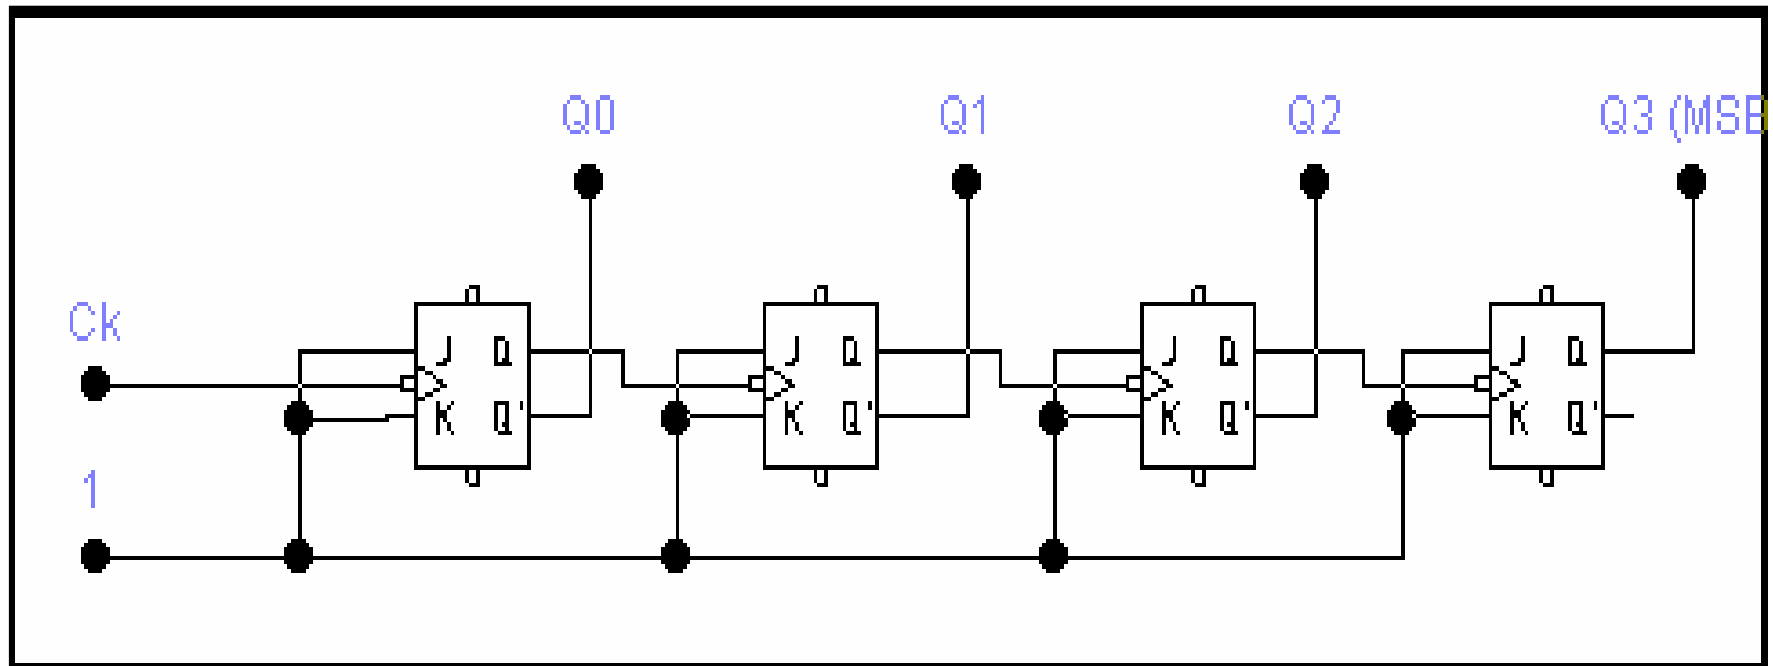 Q0 Q1 Q2 Q3 (MSB
Ck
J Q J Q J Q J Q
K Q' K Q' K Q' K Q'
1